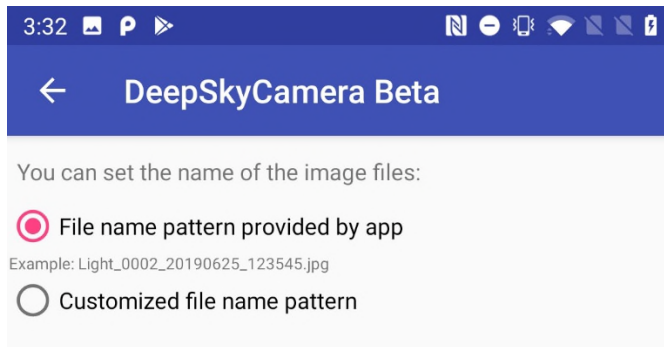 3:32
DeepSkyCamera Beta
You can set the name of the image files:
File name pattern provided by app
Example: Light_0002_20190625_123545.jpg
Customized file name pattern